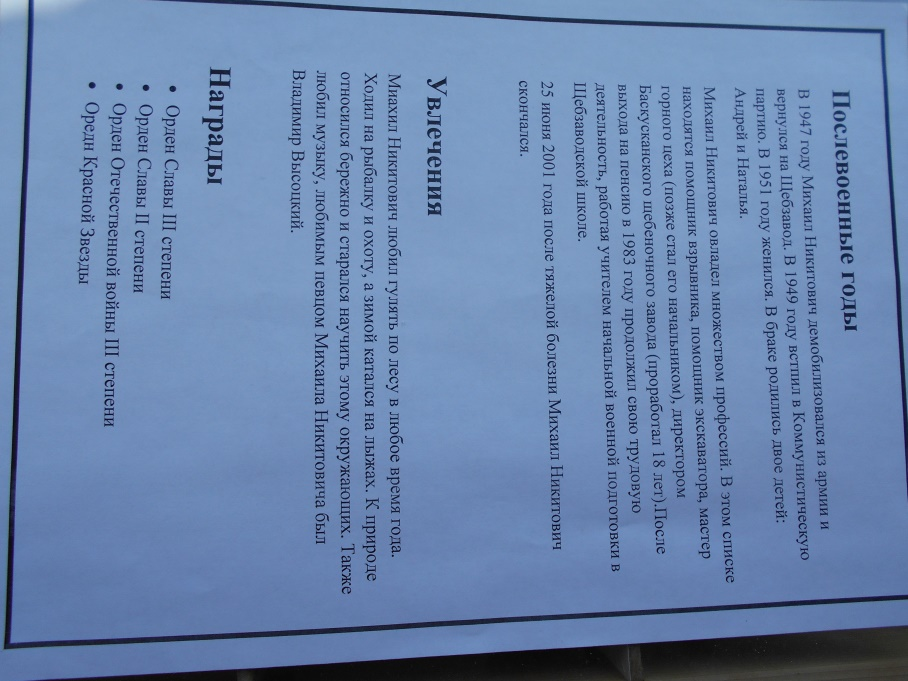 Послевоенные годы
В 1947 году Михаил Никитович демобилизовался из армии и
вернулся на Щебзавод. В 1949 году встпил в Коммунистическую
партию. В 1951 году женился. В браке родились двое детей:
Андрей и Наталья.
Михаил Никитович овладел множеством профессий. В этом списке
находятся помощник взрывника, помощник экскаватора, мастер
горного цеха (позже стал его начальником), директором
Баскусканского щебеночного завода (проработал 18 лет).После
выхода на пенсию в 1983 году продолжил свою трудовую
деятельность, работая учителем начальной военной подготовки в
Щебзаводской школе.
25 июня 2001 года после тяжелой болезни Михаил Никитович
скончался.
Увлечения
Миахил Никитович любил гулять по лесу в любое время года.
Ходил на рыбалку и охоту, а зимой катался на лыжах. К природе
относился бережно и старался научить этому окружающих. Также
любил музыку, любимым певцом Михаила Никитовича был
Владимир Высоцкий.
Награды
• Орден Славы III степени
• Орден Славы II степени
• Орден Отечественной войны III степени
• Оредн Красной Звезды